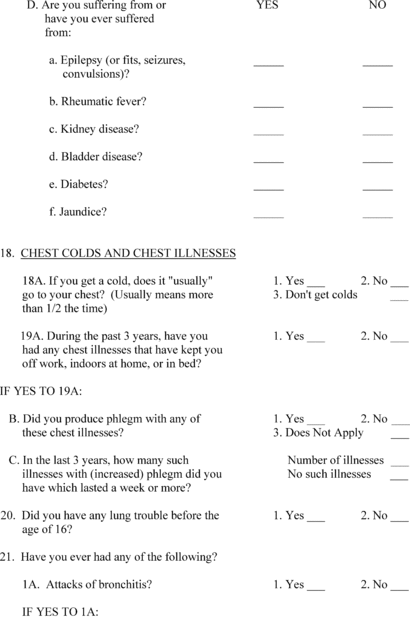 D. Are you suffering from or YES NO
have you ever suffered
from:
a. Epilepsy (or fits, seizures, _____ _____
convulsions)?
b. Rheumatic fever? _____ _____
c. Kidney disease? _____ _____
d. Bladder disease? _____ _____
e. Diabetes? _____ _____
f. Jaundice? _____ _____
18. CHEST COLDS AND CHEST ILLNESSES
18A. If you get a cold, does it "usually" 1. Yes ___ 2. No ___
go to your chest? (Usually means more 3. Don't get colds ___
than 1/2 the time)
19A. During the past 3 years, have you 1. Yes ___ 2. No ___
had any chest illnesses that have kept you
off work, indoors at home, or in bed?
IF YES TO 19A:
B. Did you produce phlegm with any of 1. Yes ___ 2. No ___
these chest illnesses? 3. Does Not Apply ___
C. In the last 3 years, how many such Number of illnesses ___
illnesses with (increased) phlegm did you No such illnesses ___
have which lasted a week or more?
20. Did you have any lung trouble before the 1. Yes ___ 2. No ___
age of 16?
21. Have you ever had any of the following?
1A. Attacks of bronchitis? 1. Yes ___ 2. No ___
IF YES TO 1A: